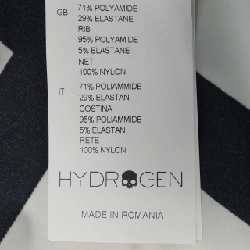 GB
71% POLYAMIDE
29% ELASTANE
RIB
95% POLYAMIDE
5% ELASTANE
NET
100% NYLON
IT
71% POLIAMMIDE
29% ELASTAN
COSTINA
95% POLIAMMIDE
5% ELASTAN
RETE
100% NYLON
HYDROGEN
MADE IN ROMANIA